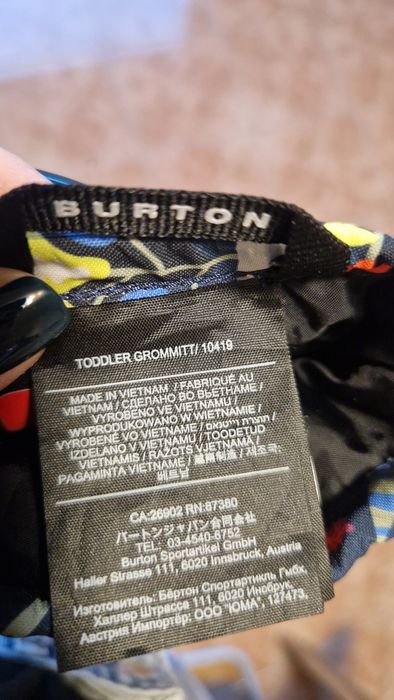 BURTON
TODDLER GROMMITT/ 10419
MADE IN VIETNAM / FABRIQUÉ AU
VIETNAM / СДЕЛАНО ВО ВЬЕТНАМЕ /
VYROBENO VE VIETNAMU /
WYPRODUKOWANO W WIETNAMIE /
VYROBENÉ VO VIETNAME /
IZDELANO V VIETNAMU / TOODETUD
VIETNAMIS / RAŽOTS VJETNAMĀ /
PAGAMINTA VIETNAME / 越南制造 / 제조국:
베트남
CA:26902 RN:87380
バートンジャパン合同会社
TEL: 03-4540-6752
Burton Sportartikel GmbH
Haller Strasse 111, 6020 Innsbruck, Austria
Изготовитель: Бёртон Спортартикль Гмбх,
Халлер Штрассе 111, 6020 Инсбрук,
Австрия Импортёр: ООО "ЮМА", 127473,